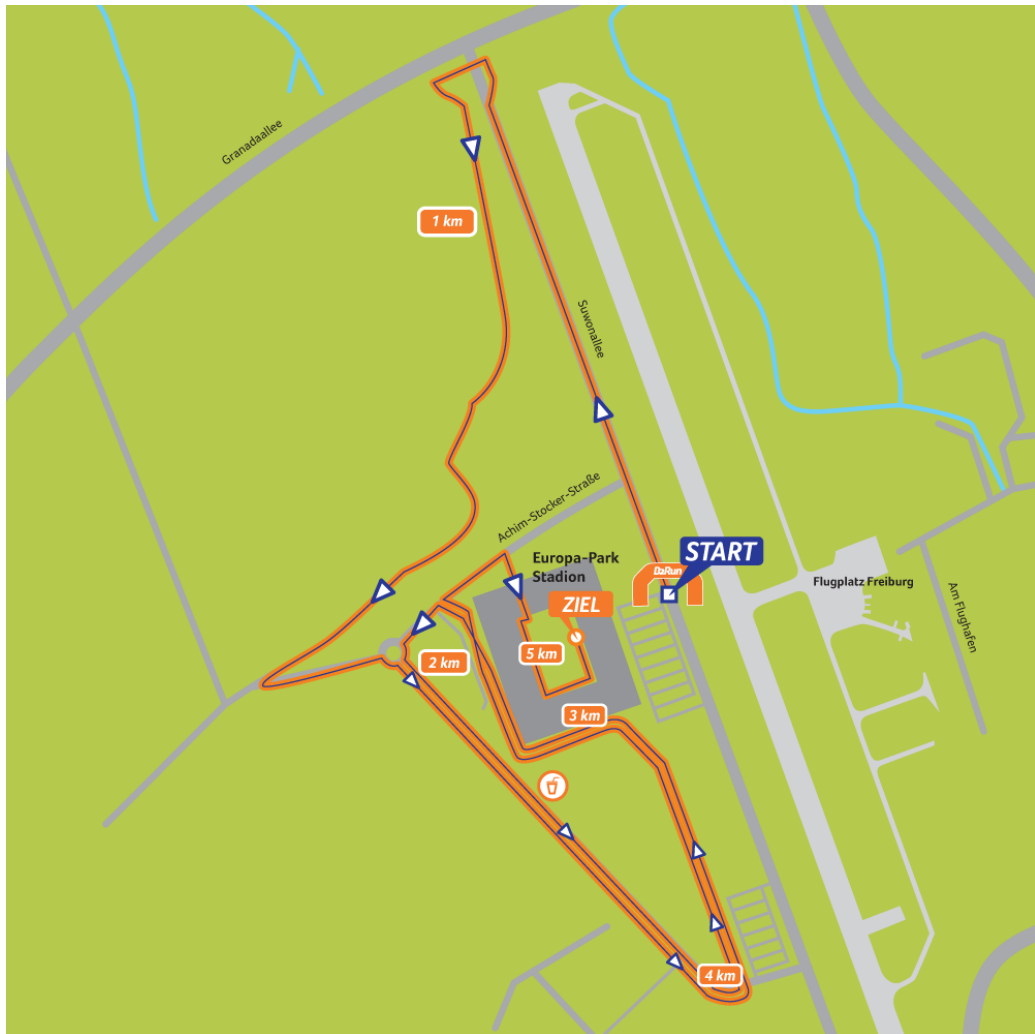 Granadaallee
1 km
Suwonallee
Achim-Stocker-Straße
Europa-Park
Stadion
START
DaRun
ZIEL
Flugplatz Freiburg
Am Flughafen
5 km
2 km
3 km
4 km